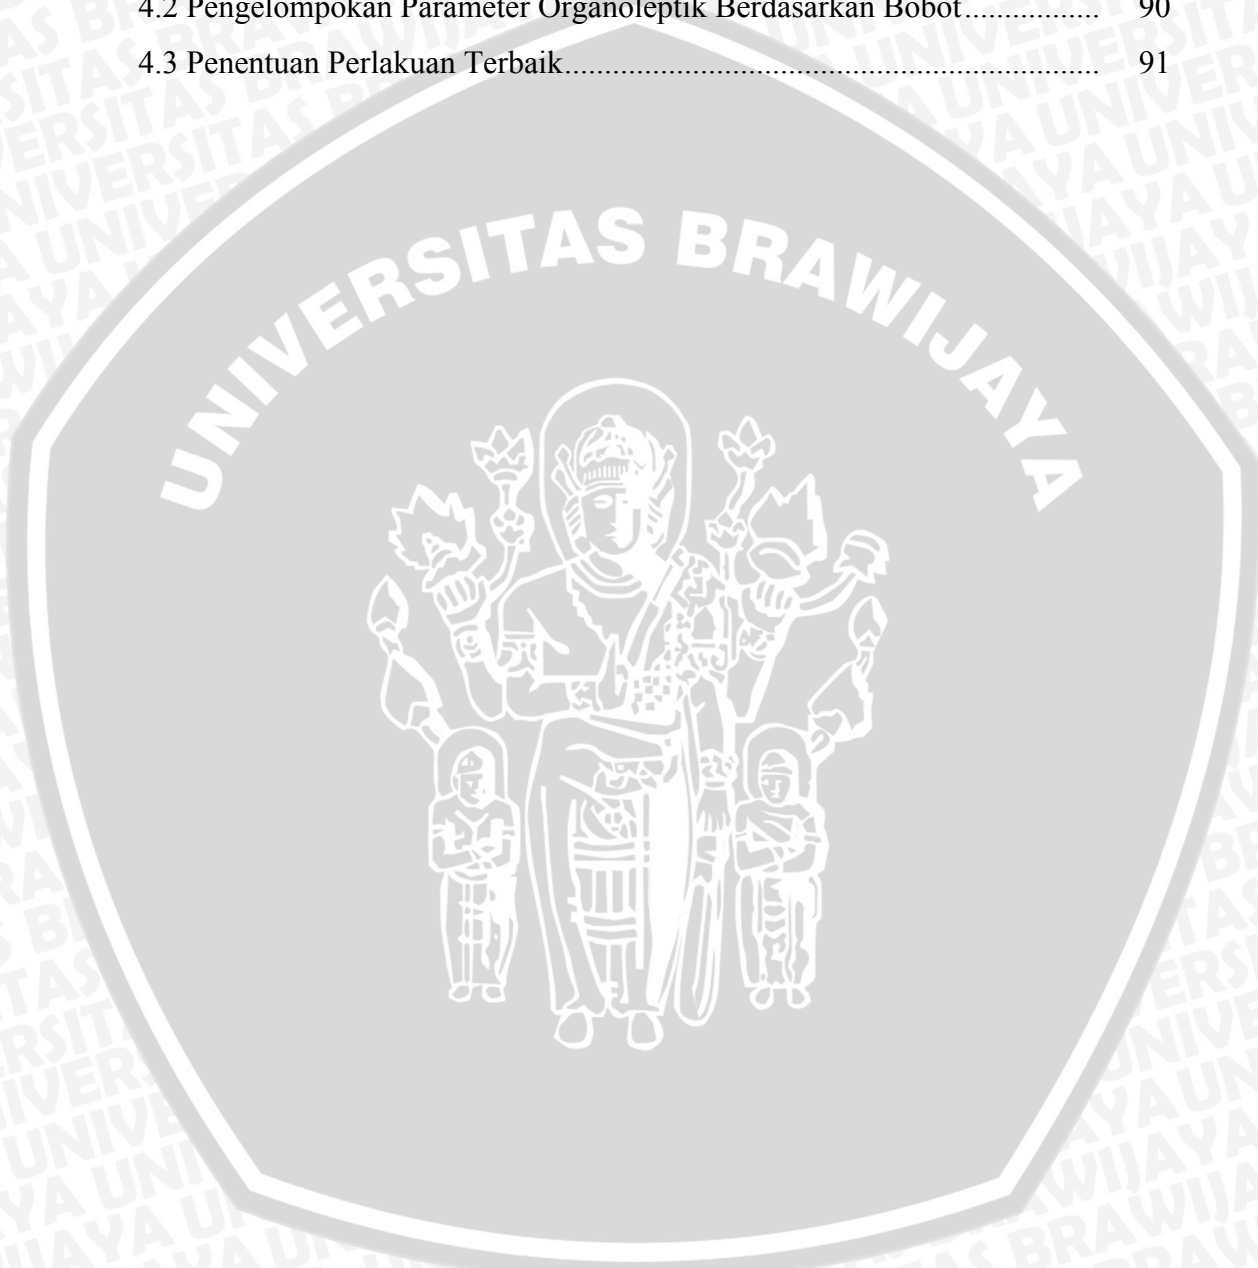 4.2 Pengelompokan Parameter Organoleptik Berdasarkan Bobot................. 90
4.3 Penentuan Perlakuan Terbaik.................................................................. 91
UNIVERSITAS BRAWIJAYA